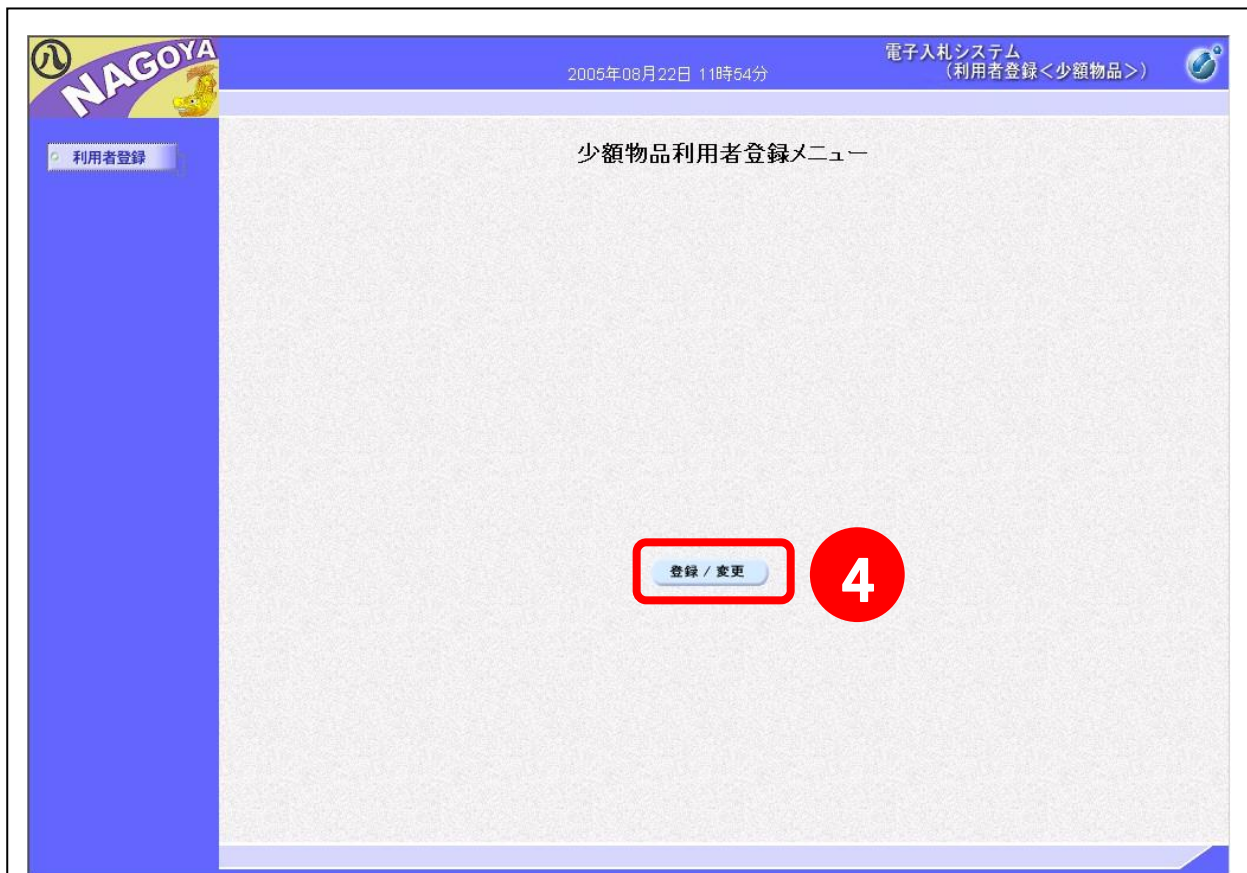 八
NAGOYA
2005年08月22日 11時54分
電子入札システム
(利用者登録<少額物品>)
利用者登録
少額物品利用者登録メニュー
登録 / 変更
4